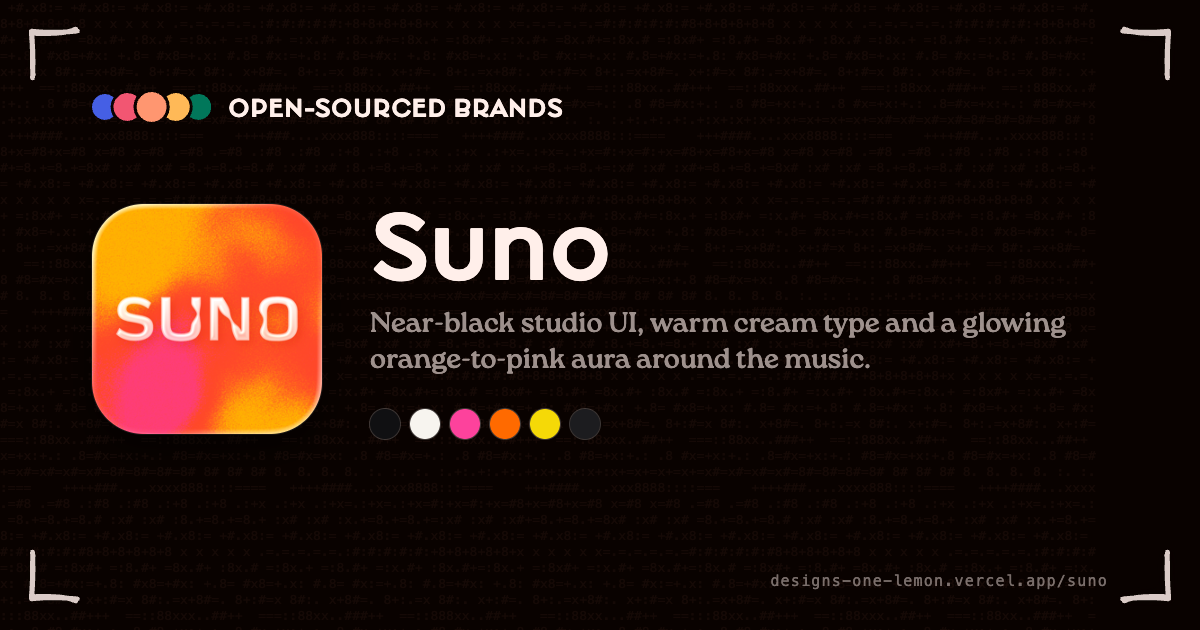 OPEN-SOURCED BRANDS
SUNO
Suno
Near-black studio UI, warm cream type and a glowing
orange-to-pink aura around the music.
designs-one-lemon.vercel.app/suno